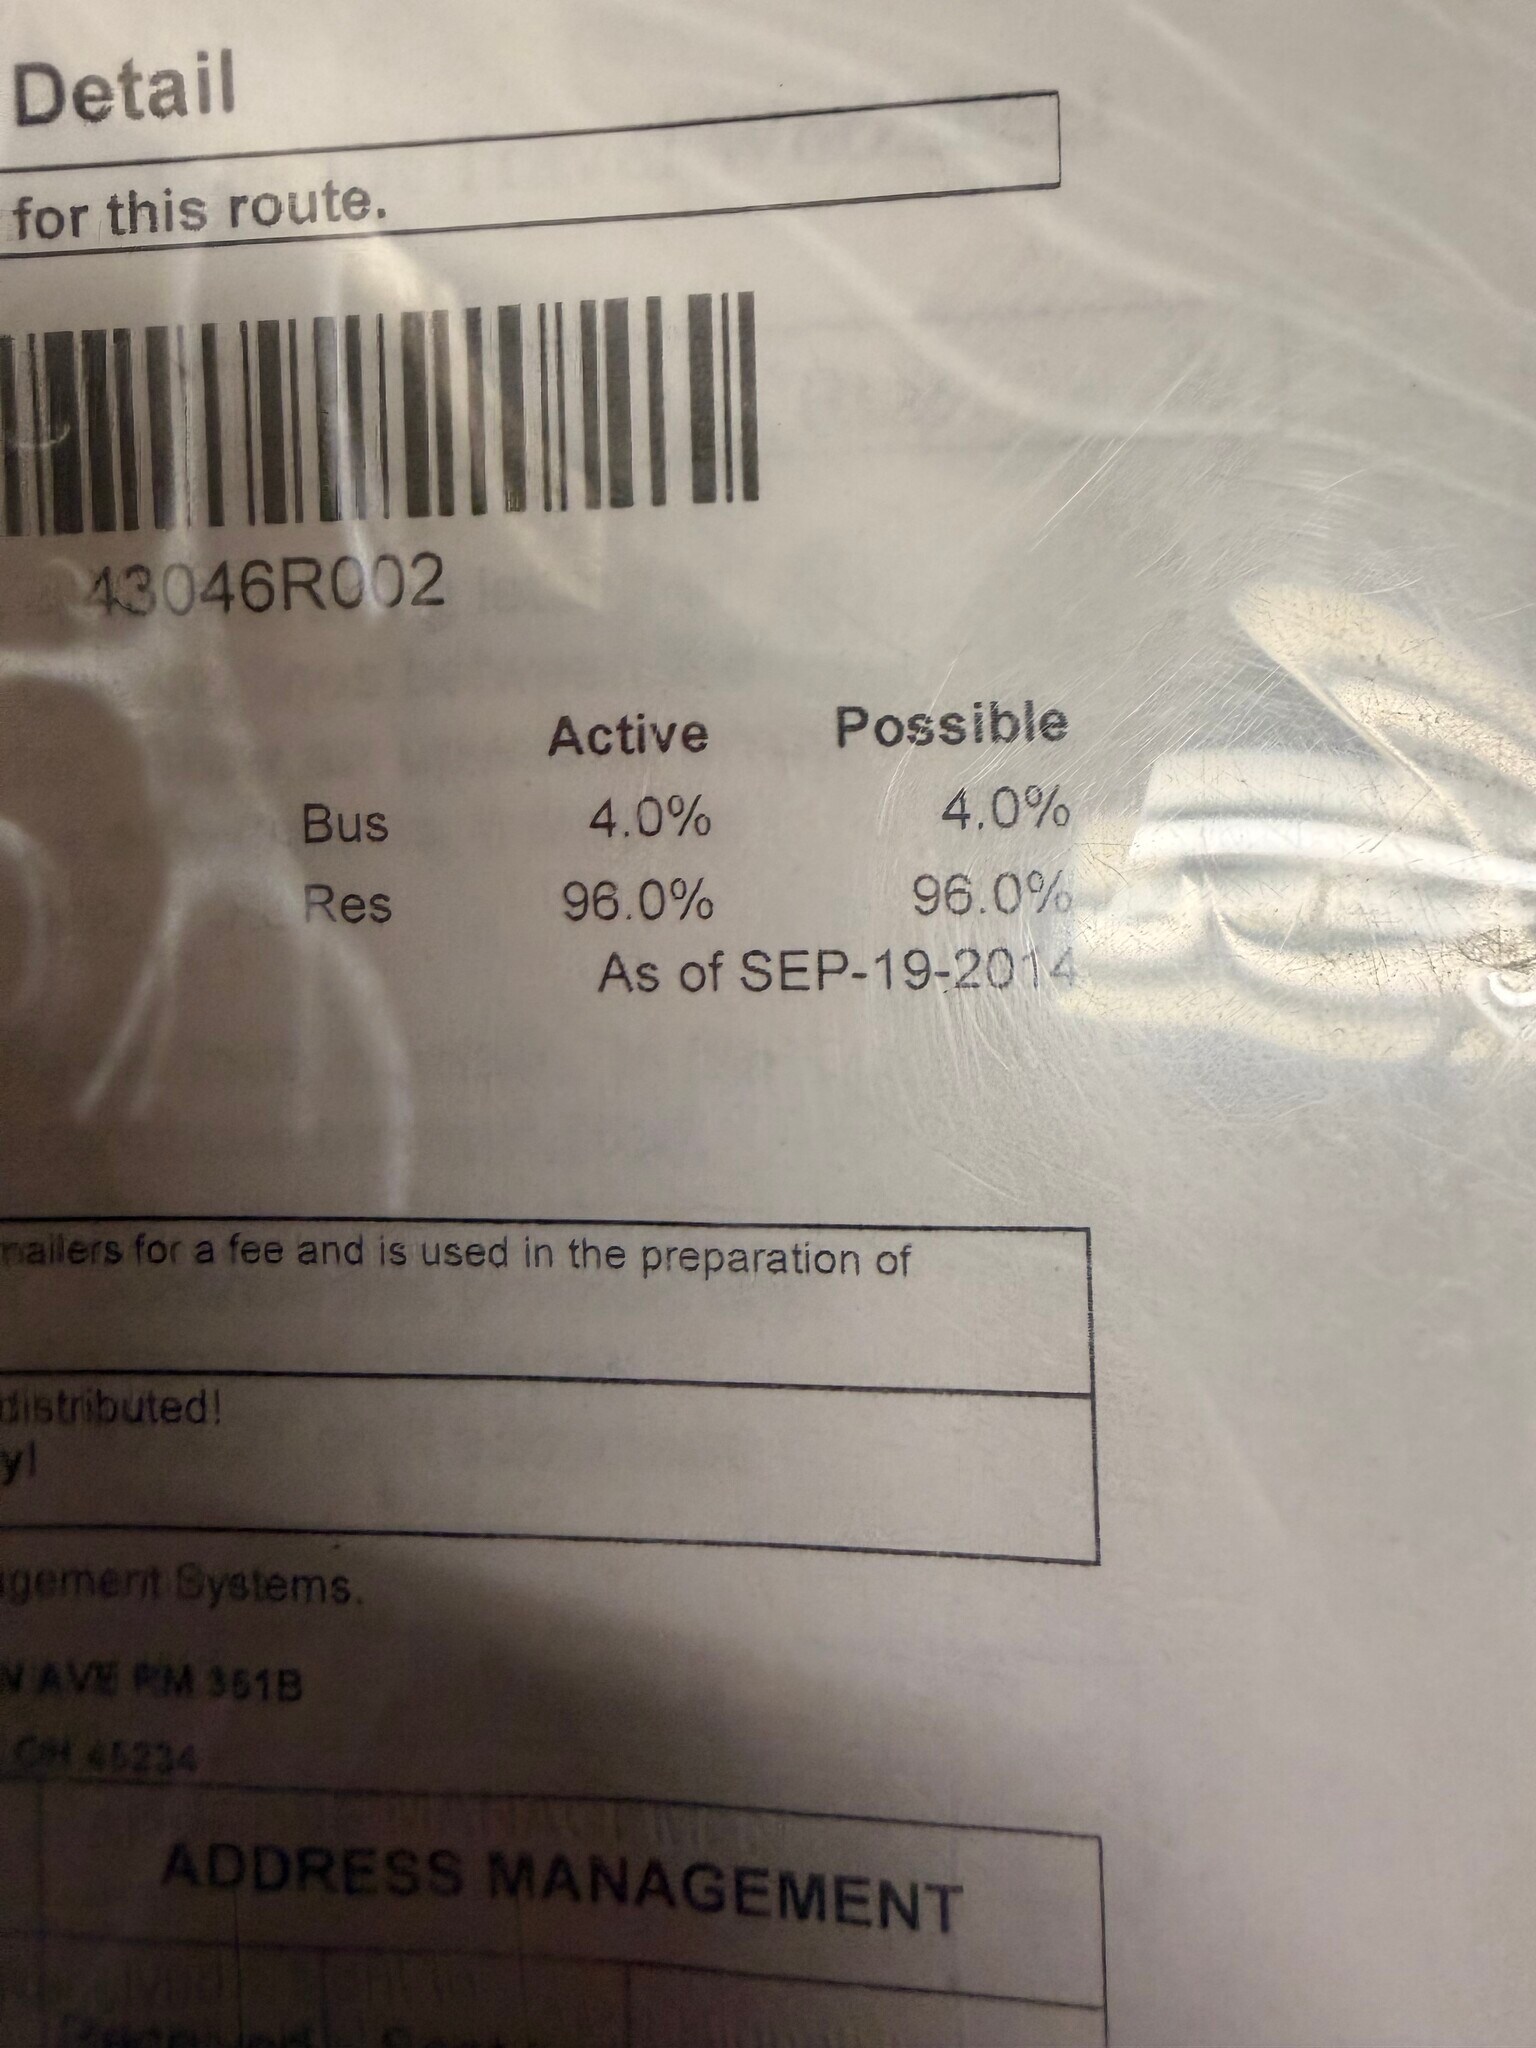 Detail
for this route.
43046R002
Active Possible
Bus 4.0% 4.0%
Res 96.0% 96.0%
As of SEP-19-2014
mailers for a fee and is used in the preparation of
distributed!
y!
gement Systems.
W AVE RM 351B
OH 45234
ADDRESS MANAGEMENT